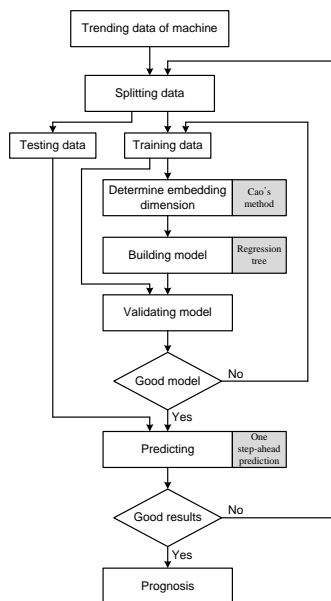 Trending data of machine
Splitting data
Testing data
Training data
Determine embedding
dimension
Cao's
method
Building model
Regression
tree
Validating model
Good model
No
Yes
Predicting
One
step-ahead
prediction
Good results
No
Yes
Prognosis